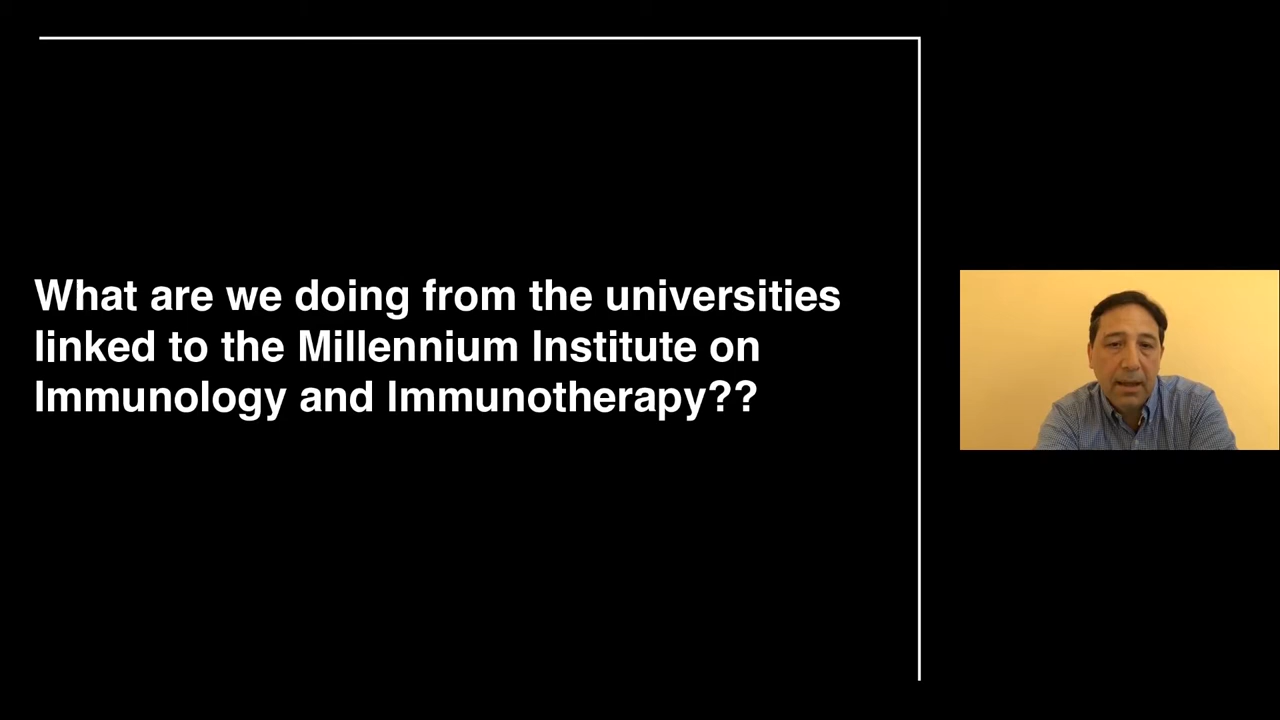 What are we doing from the universities
linked to the Millennium Institute on
Immunology and Immunotherapy??